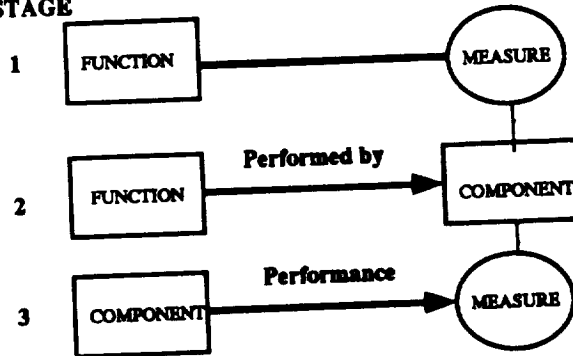 STAGE
1 FUNCTION MEASURE
Performed by
2 FUNCTION COMPONENT
Performance
3 COMPONENT MEASURE